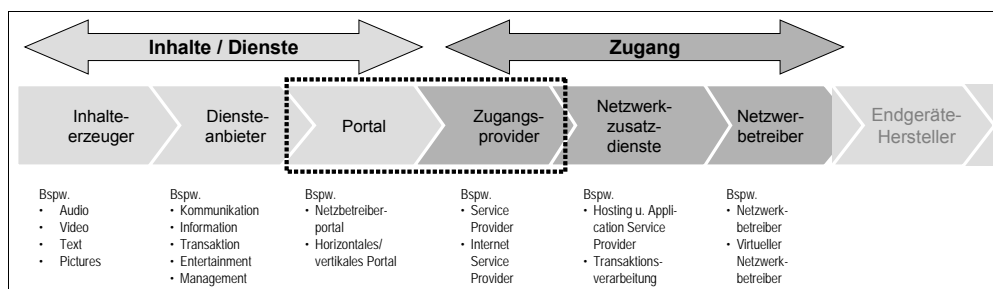 Inhalte / Dienste
Zugang
Inhalte-
erzeuger
Dienste-
anbieter
Portal
Zugangs-
provider
Netzwerk-
zusatz-
dienste
Netzwer-
betreiber
Endgeräte-
Hersteller
Bspw.
• Audio
• Video
• Text
• Pictures
Bspw.
• Kommunikation
• Information
• Transaktion
• Entertainment
• Management
Bspw.
• Netzbetreiber-
portal
• Horizontales/
vertikales Portal
Bspw.
• Service
Provider
• Internet
Service
Provider
Bspw.
• Hosting u. Appli-
cation Service
Provider
• Transaktions-
verarbeitung
Bspw.
• Netzwerk-
betreiber
• Virtueller
Netzwerk-
betreiber